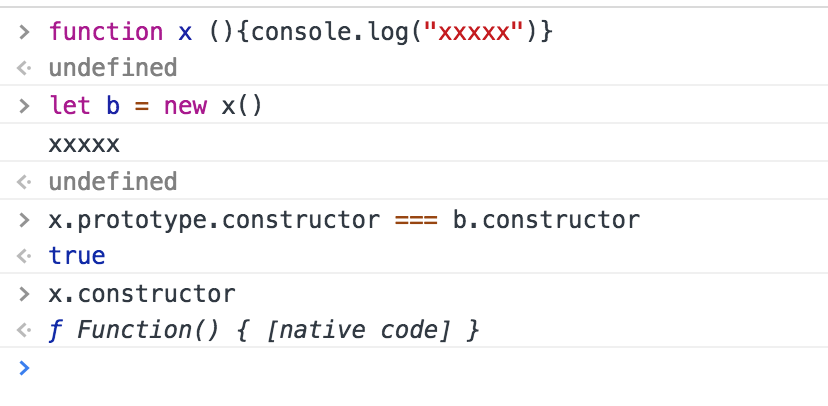 > function x (){console.log("xxxxx")}
<· undefined
> let b = new x()
xxxxx
<· undefined
> x.prototype.constructor === b.constructor
<· true
> x.constructor
<· ƒ Function() { [native code] }
>